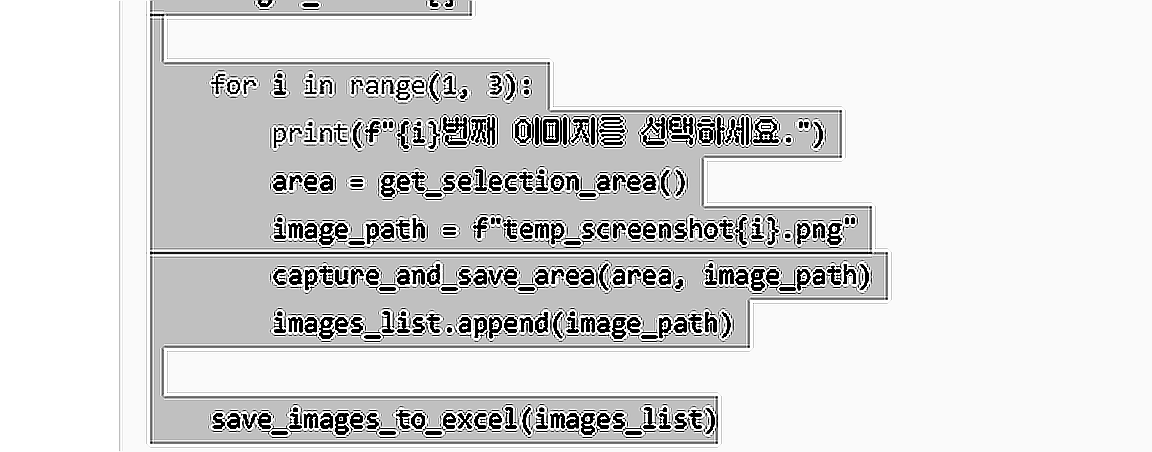 for i in range(1, 3):
print(f"{i}번째 이미지를 선택하세요.")
area = get_selection_area()
image_path = f"temp_screenshot{i}.png"
capture_and_save_area(area, image_path)
images_list.append(image_path)
save_images_to_excel(images_list)